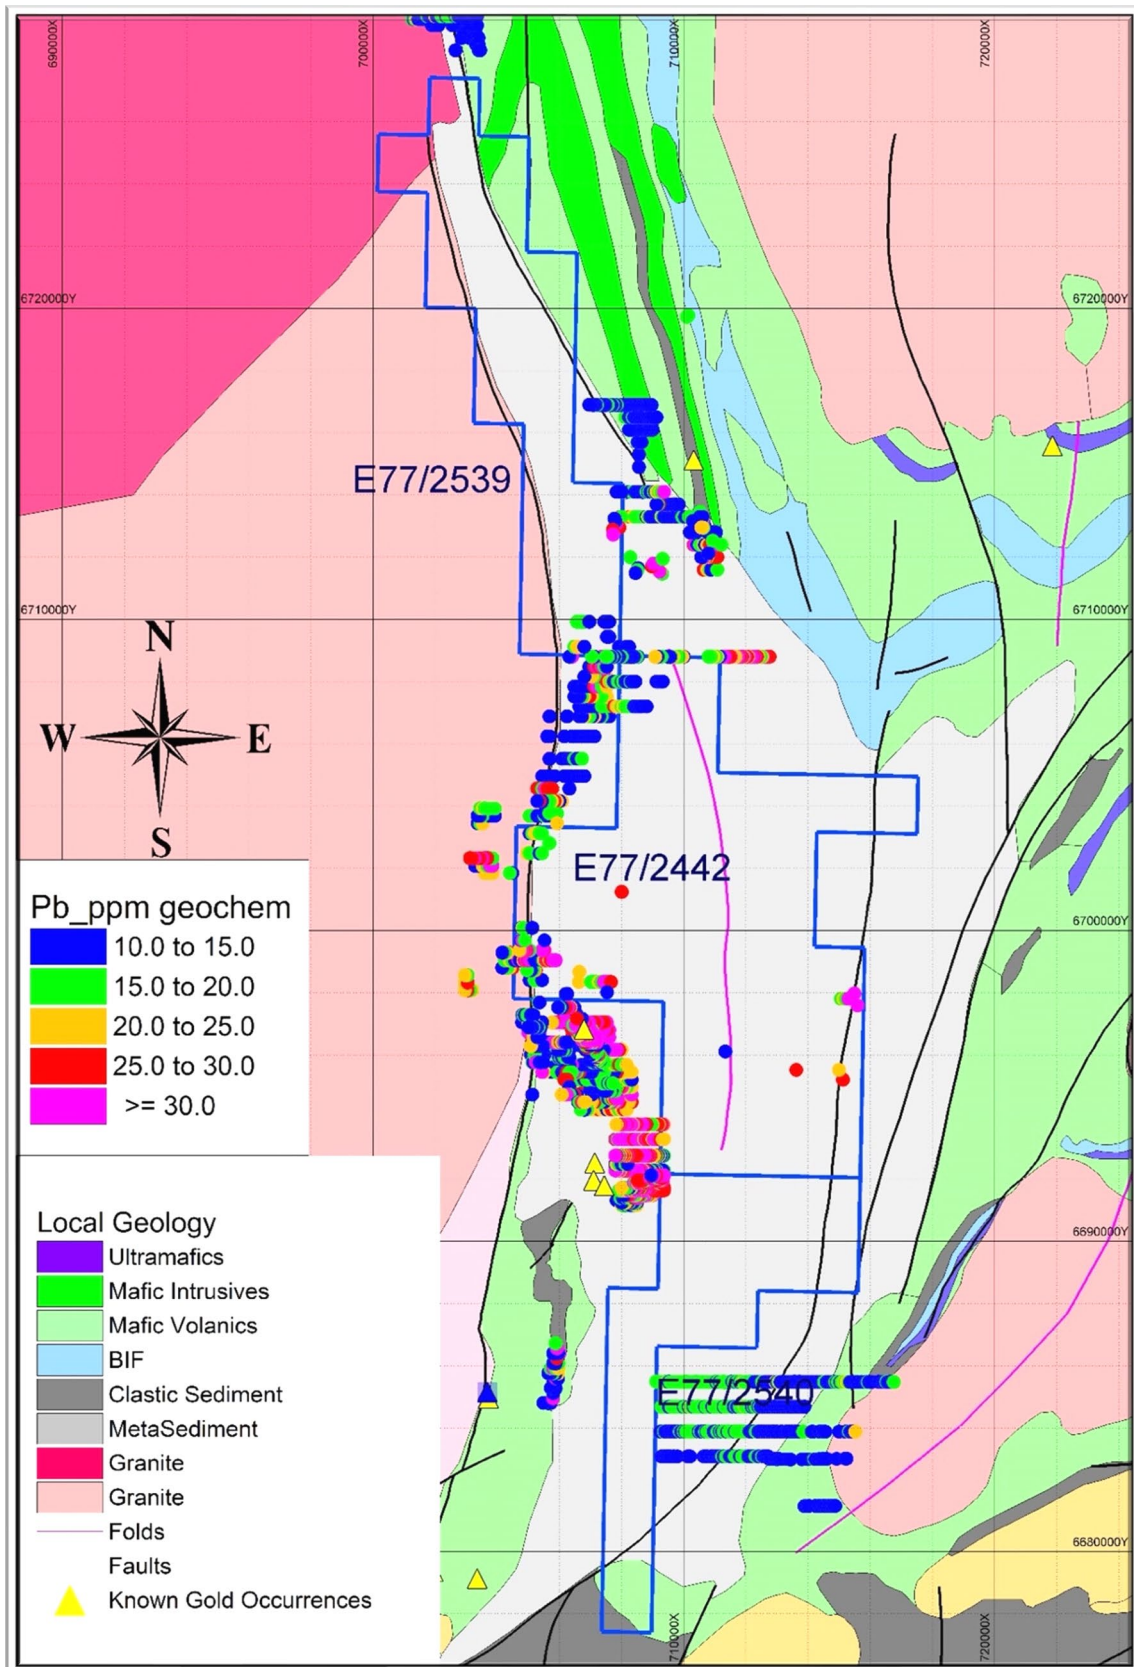 690000X
700000X
710000X
720000X
6720000Y
6720000Y
E77/2539
6710000Y
6710000Y
N
W
E
S
E77/2442
Pb_ppm geochem
10.0 to 15.0
15.0 to 20.0
20.0 to 25.0
25.0 to 30.0
>= 30.0
6700000Y
6690000Y
Local Geology
Ultramafics
Mafic Intrusives
Mafic Volanics
BIF
Clastic Sediment
MetaSediment
Granite
Granite
Folds
Faults
Known Gold Occurrences
E77/2540
6680000Y
710000X
720000X